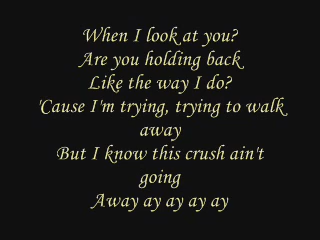 When I look at you?
Are you holding back
Like the way I do?
'Cause I'm trying, trying to walk
away
But I know this crush ain't
going
Away ay ay ay ay